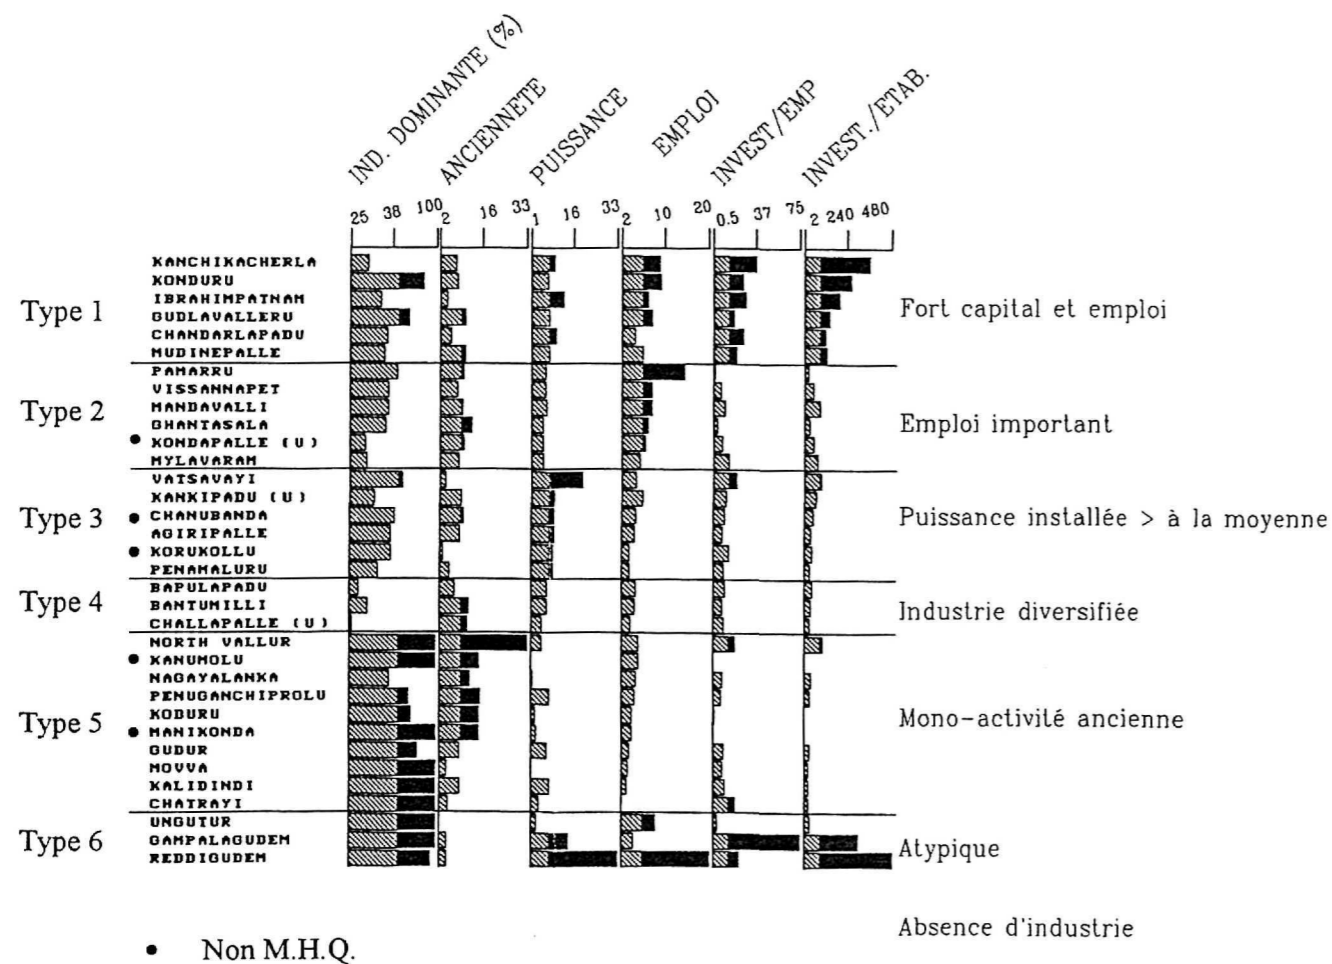 IND. DOMINANTE (%)
ANCIENNETE
PUISSANCE
EMPLOI
INVEST/EMP
INVEST./ETAB.
25 38 100 2 16 33 1 16 33 2 10 20 0.5 37 75 2 240 480
KANCHIKACHERLA
KONDURU
IBRAHIMPATNAM
Type 1
GUDLAVALLERU
Fort capital et emploi
CHANDARLAPADU
MUDINEPALLE
PAMARRU
VISSANNAPET
Type 2
MANDAVALLI
GHANTASALA
Emploi important
• KONDAPALLE (U)
MYLAVARAM
VATSAVAYI
KANKIPADU (U)
Type 3
• CHANUBANDA
Puissance installée > à la moyenne
AGIRIPALLE
• KORUKOLLU
PENAMALURU
BAPULAPADU
Type 4
BANTUMILLI
Industrie diversifiée
CHALLAPALLE (U)
NORTH VALLUR
• KANUMOLU
NAGAYALANKA
PENUGANCHIPROLU
Type 5
KODURU
Mono-activité ancienne
• MANIKONDA
GUDUR
MOVVA
KALIDINDI
CHATRAYI
UNGUTUR
Type 6
GAMPALAGUDEM
Atypique
REDDIGUDEM
Absence d'industrie
• Non M.H.Q.